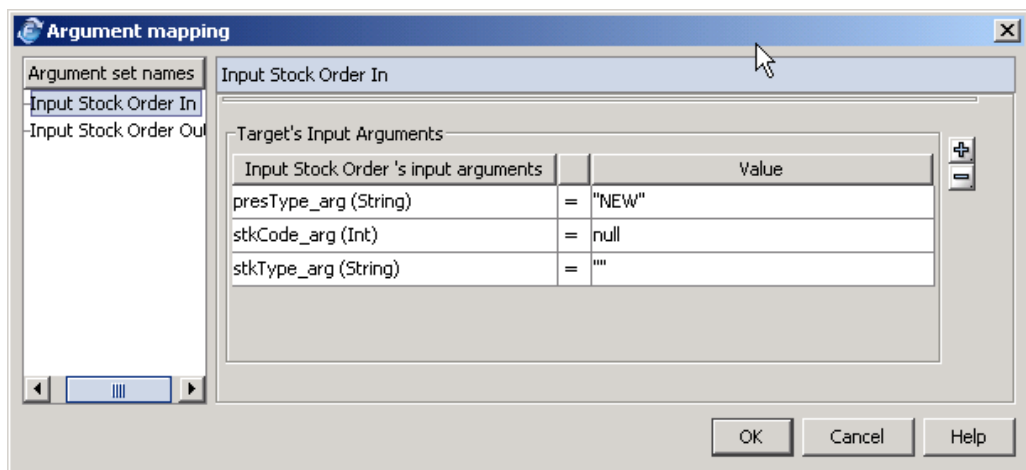 Argument mapping
Argument set names
Input Stock Order In
Input Stock Order In
Input Stock Order Out
Target's Input Arguments
Input Stock Order 's input arguments Value
presType_arg (String) = "NEW"
stkCode_arg (Int) = null
stkType_arg (String) = ""
OK Cancel Help